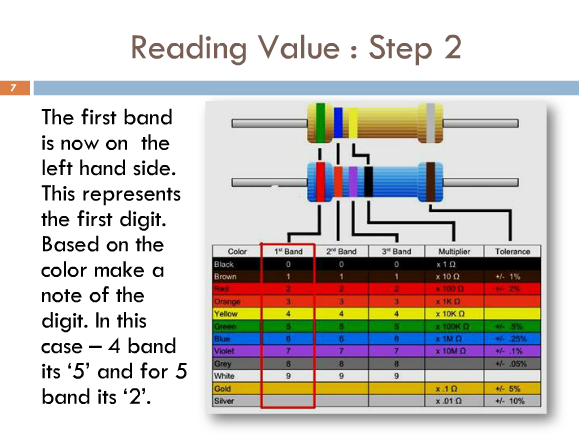 Reading Value : Step 2
7
The first band
is now on the
left hand side.
This represents
the first digit.
Based on the
color make a
note of the
digit. In this
case – 4 band
its ‘5’ and for 5
band its ‘2’.
Color 1st Band 2nd Band 3rd Band Multiplier Tolerance
Black 0 0 0 x 1 Ω
Brown 1 1 1 x 10 Ω +/- 1%
Red 2 2 2 x 100 Ω +/- 2%
Orange 3 3 3 x 1K Ω
Yellow 4 4 4 x 10K Ω
Green 5 5 5 x 100K Ω +/- .5%
Blue 6 6 6 x 1M Ω +/- .25%
Violet 7 7 7 x 10M Ω +/- .1%
Grey 8 8 8 +/- .05%
White 9 9 9
Gold x .1 Ω +/- 5%
Silver x .01 Ω +/- 10%